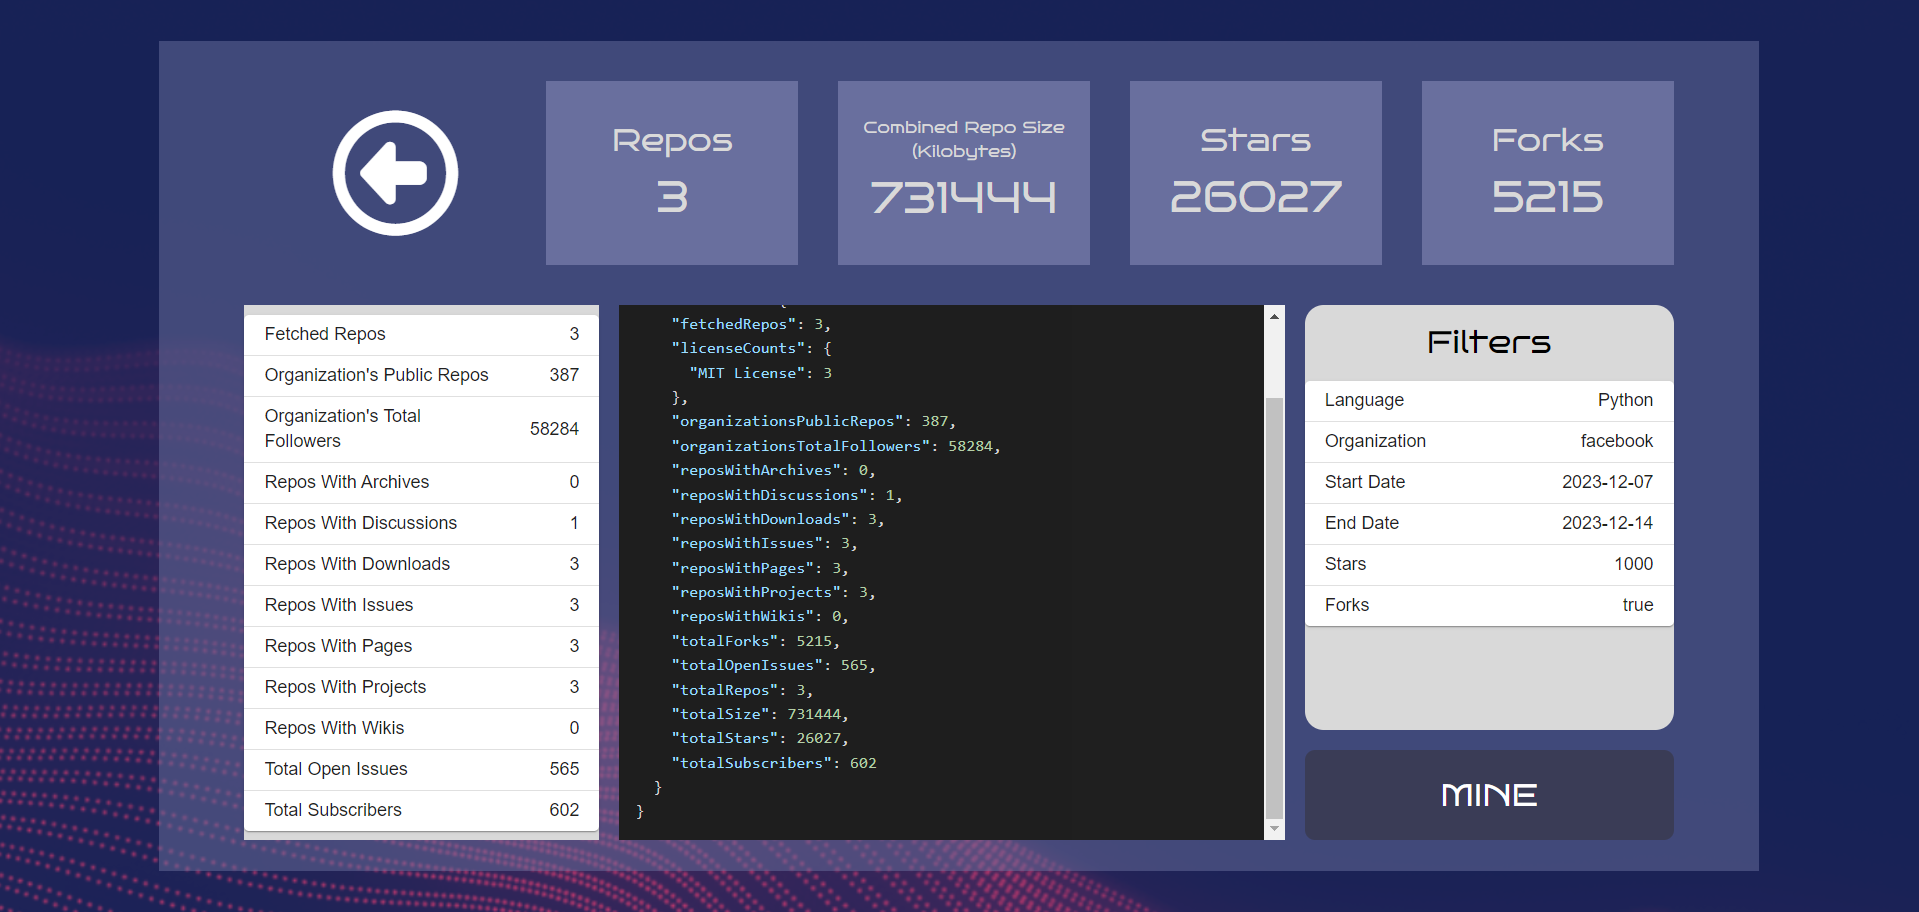 Repos
3
Combined Repo Size
(Kilobytes)
731444
Stars
26027
Forks
5215
Fetched Repos 3
Organization's Public Repos 387
Organization's Total
Followers 58284
Repos With Archives 0
Repos With Discussions 1
Repos With Downloads 3
Repos With Issues 3
Repos With Pages 3
Repos With Projects 3
Repos With Wikis 0
Total Open Issues 565
Total Subscribers 602
"fetchedRepos": 3,
"licenseCounts": {
"MIT License": 3
},
"organizationsPublicRepos": 387,
"organizationsTotalFollowers": 58284,
"reposWithArchives": 0,
"reposWithDiscussions": 1,
"reposWithDownloads": 3,
"reposWithIssues": 3,
"reposWithPages": 3,
"reposWithProjects": 3,
"reposWithWikis": 0,
"totalForks": 5215,
"totalOpenIssues": 565,
"totalRepos": 3,
"totalSize": 731444,
"totalStars": 26027,
"totalSubscribers": 602
}
}
Filters
Language Python
Organization facebook
Start Date 2023-12-07
End Date 2023-12-14
Stars 1000
Forks true
MINE